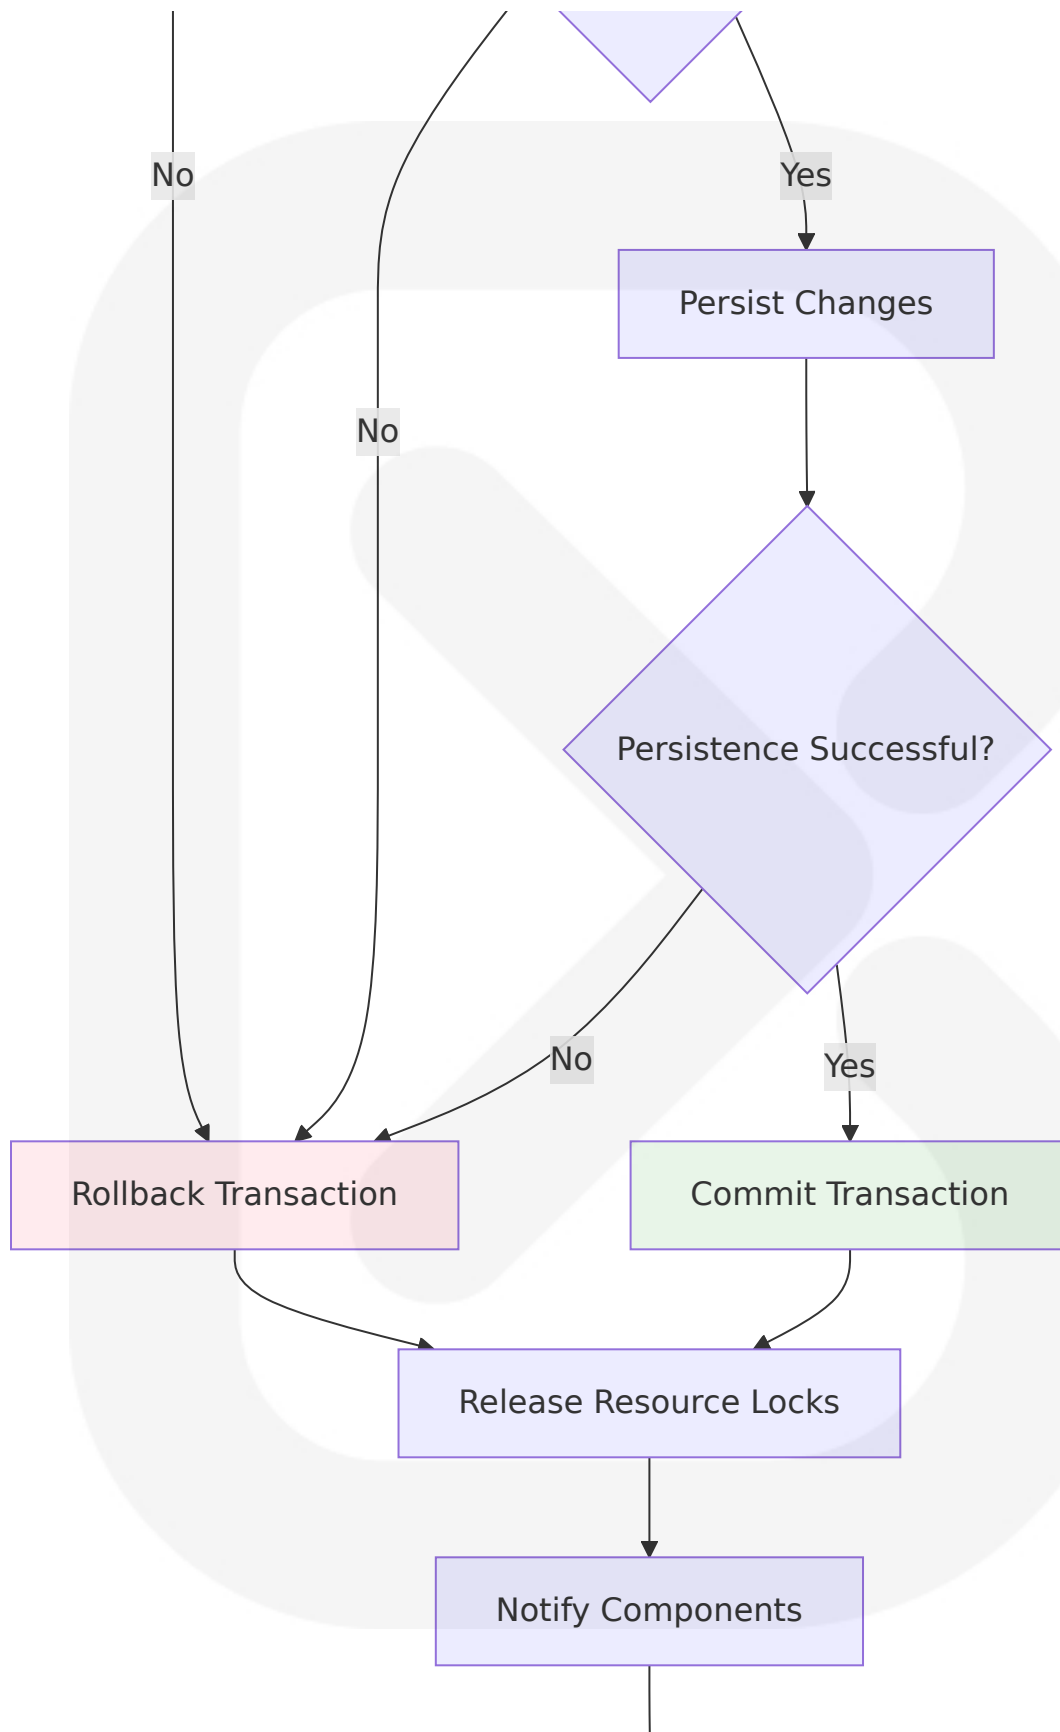 No
Yes
Persist Changes
No
Persistence Successful?
No
Yes
Rollback Transaction
Commit Transaction
Release Resource Locks
Notify Components